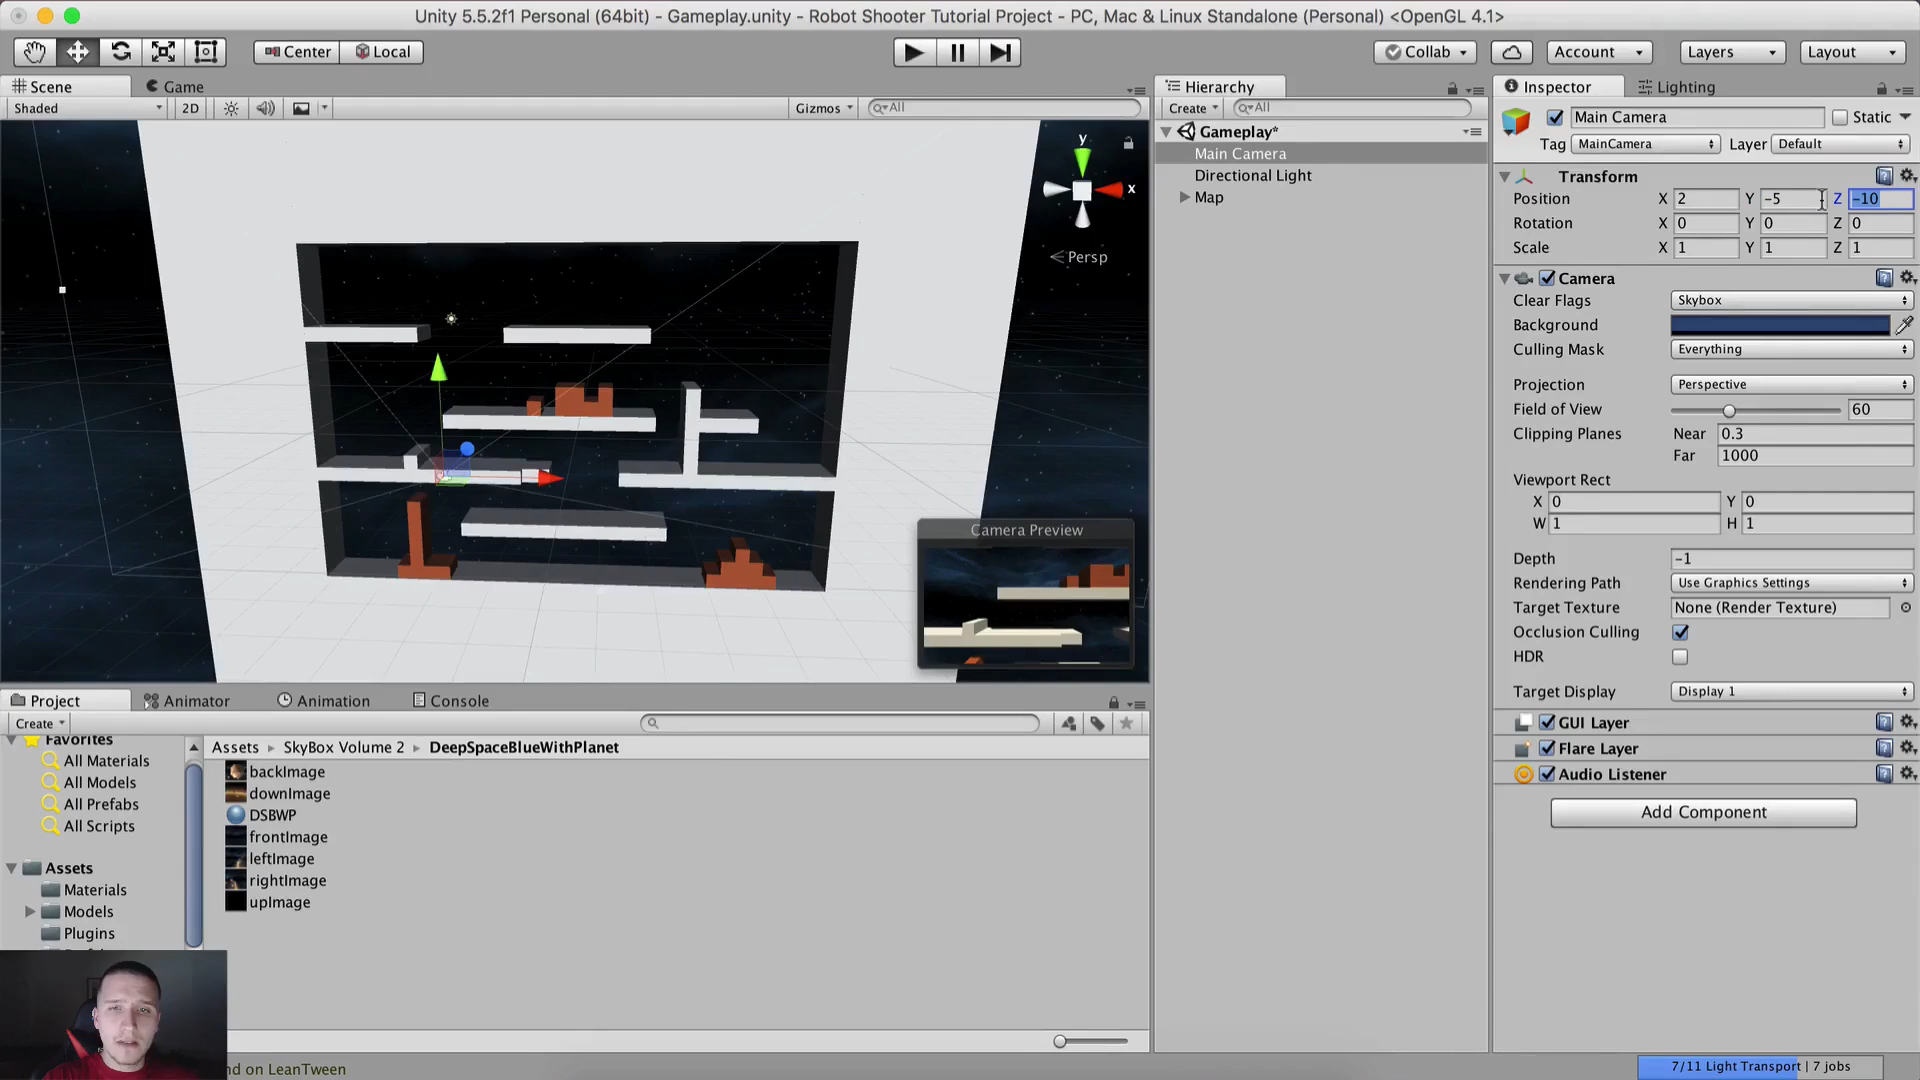 Unity 5.5.2f1 Personal (64bit) - Gameplay.unity - Robot Shooter Tutorial Project - PC, Mac & Linux Standalone (Personal) <OpenGL 4.1>
Center Local Collab Account Layers Layout
Scene Game
Shaded 2D Gizmos All
y
x
Persp
Camera Preview
Hierarchy
Create All
Gameplay*
Main Camera
Directional Light
Map
Inspector Lighting
Main Camera Static
Tag MainCamera Layer Default
Transform
Position X 2 Y -5 Z -10
Rotation X 0 Y 0 Z 0
Scale X 1 Y 1 Z 1
Camera
Clear Flags Skybox
Background
Culling Mask Everything
Projection Perspective
Field of View 60
Clipping Planes Near 0.3
Far 1000
Viewport Rect
X 0 Y 0
W 1 H 1
Depth -1
Rendering Path Use Graphics Settings
Target Texture None (Render Texture)
Occlusion Culling
HDR
Target Display Display 1
GUI Layer
Flare Layer
Audio Listener
Add Component
Project Animator Animation Console
Create
Favorites
All Materials
All Models
All Prefabs
All Scripts
Assets
Materials
Models
Plugins
Assets SkyBox Volume 2 DeepSpaceBlueWithPlanet
backImage
downImage
DSBWP
frontImage
leftImage
rightImage
upImage
nd on LeanTween
7/11 Light Transport | 7 jobs